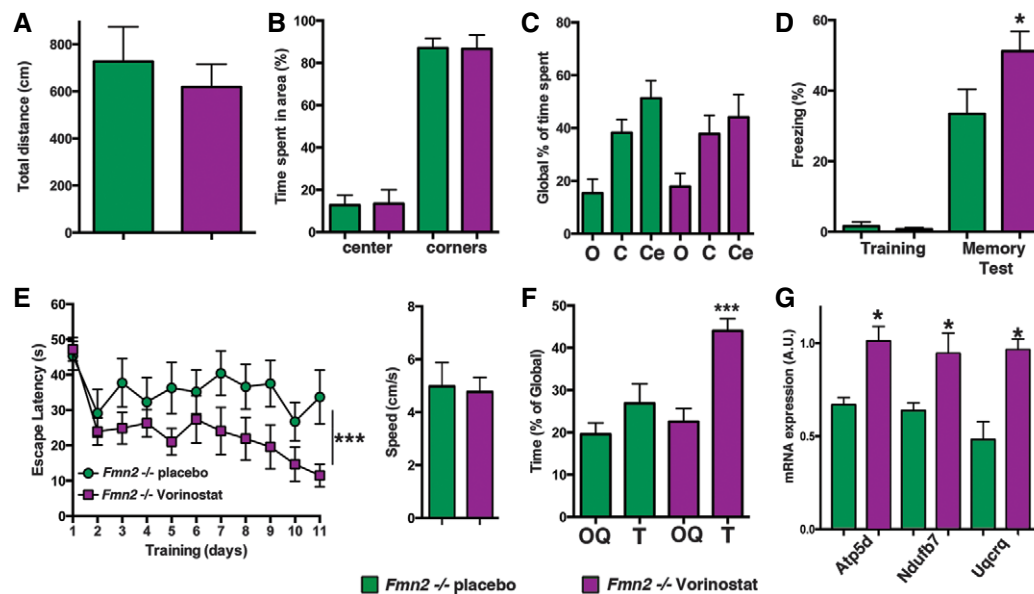 A
Total distance (cm)
800
600
400
200
0
B
Time spent in area (%)
100
80
60
40
20
0
center corners
C
Global % of time spent
80
60
40
20
0
O C Ce O C Ce
D
Freezing (%)
60
40
20
0
*
Training Memory
Test
E
Escape Latency (s)
60
50
40
30
20
10
0
1 2 3 4 5 6 7 8 9 10 11
Training (days)
Fmn2 -/- placebo
Fmn2 -/- Vorinostat
***
Speed (cm/s)
8
6
4
2
0
F
Time (% of Global)
50
40
30
20
10
0
***
OQ T OQ T
G
mRNA expression (A.U.)
1.0
0.5
0.0
* * *
Atp5d
Ndufb7
Uqcrq
Fmn2 -/- placebo Fmn2 -/- Vorinostat